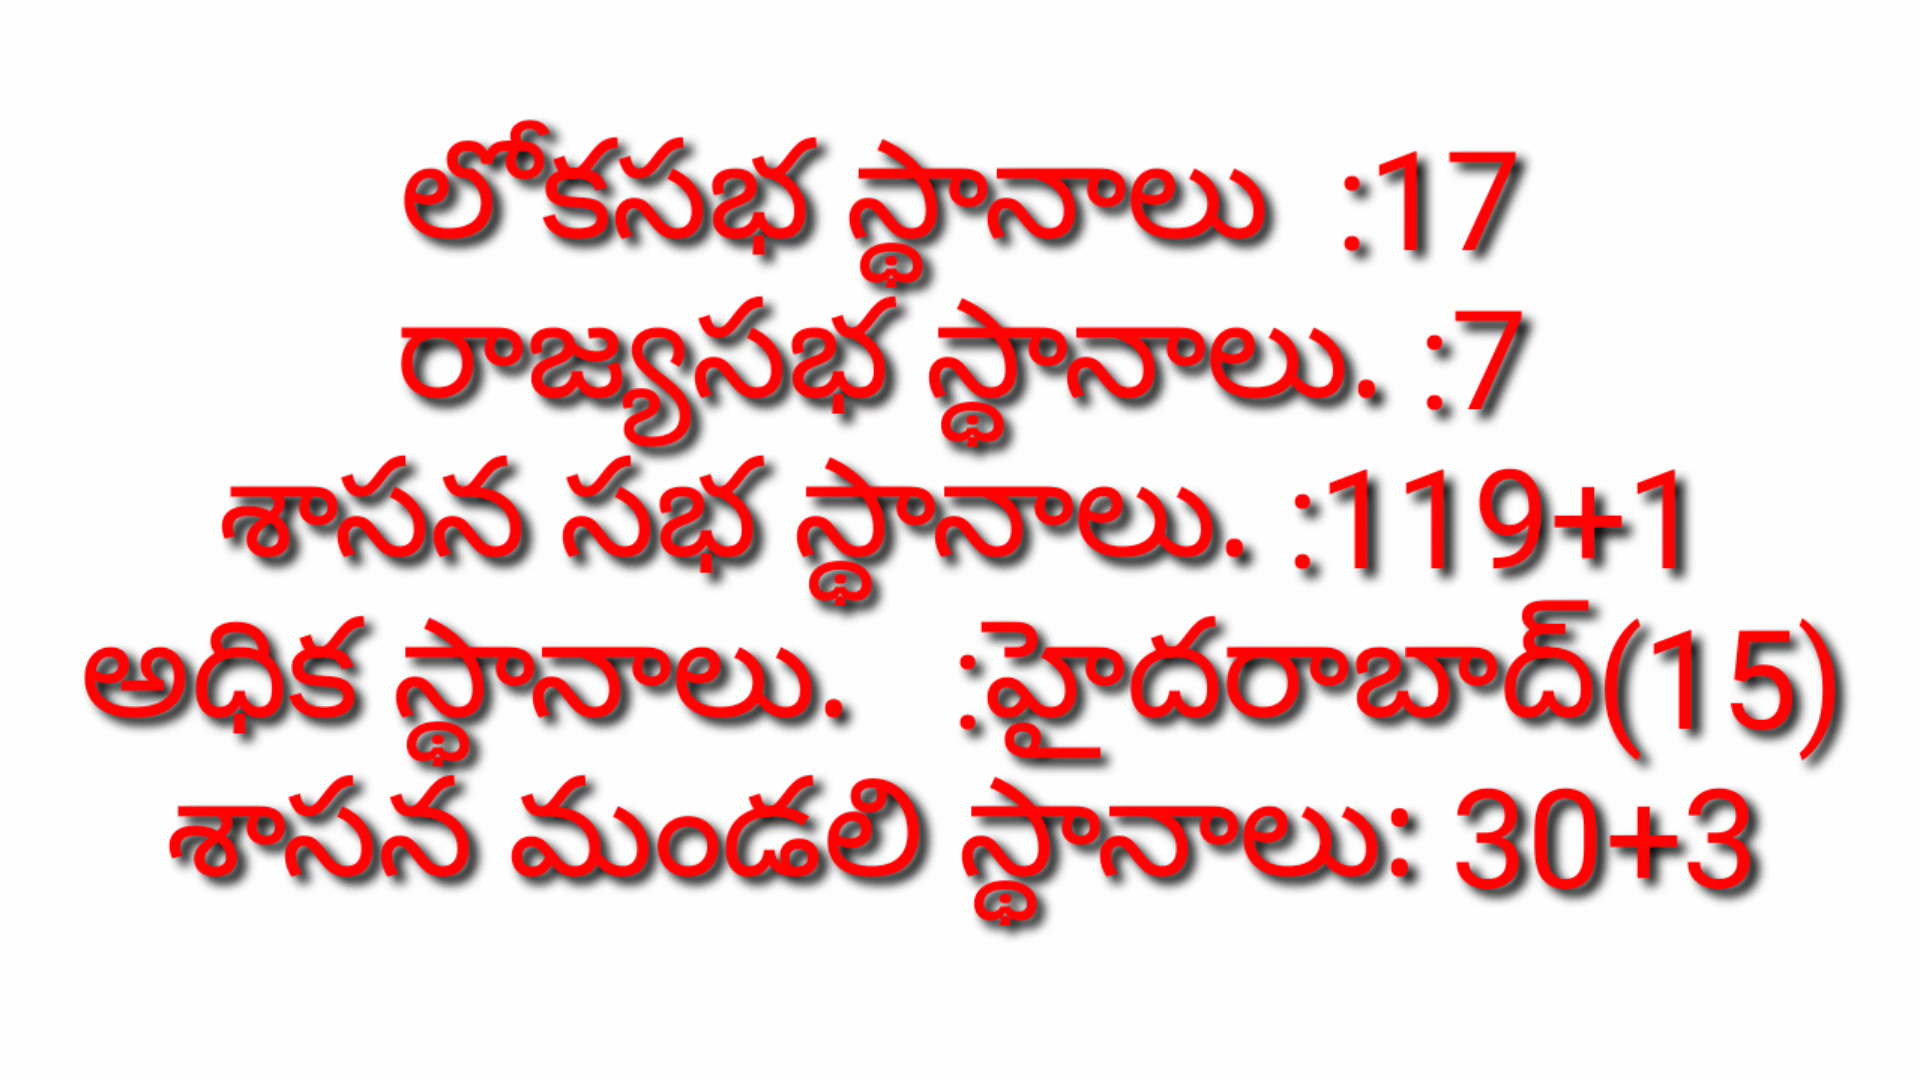 లోకసభ స్థానాలు :17
రాజ్యసభ స్థానాలు. :7
శాసన సభ స్థానాలు. :119+1
అధిక స్థానాలు. :హైదరాబాద్(15)
శాసన మండలి స్థానాలు: 30+3